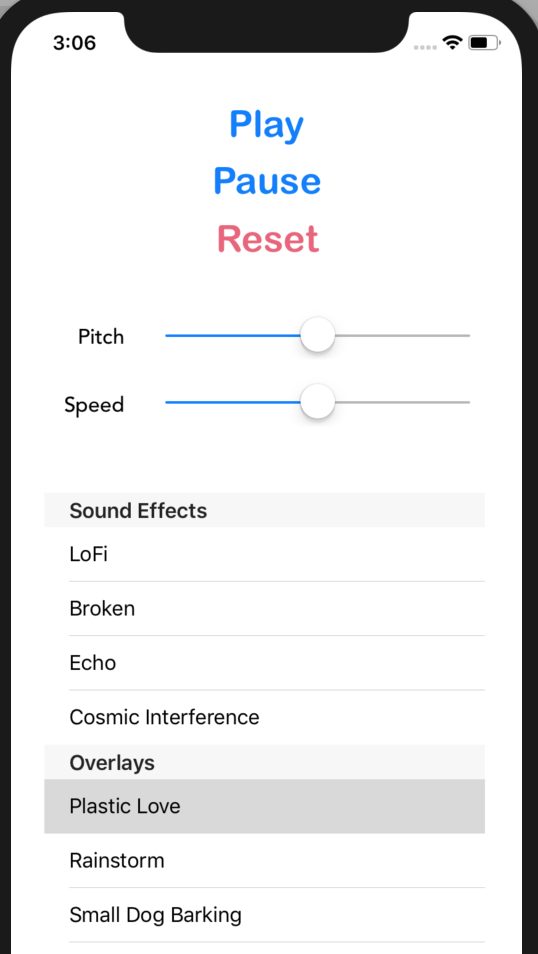 3:06
Play
Pause
Reset
Pitch
Speed
Sound Effects
LoFi
Broken
Echo
Cosmic Interference
Overlays
Plastic Love
Rainstorm
Small Dog Barking